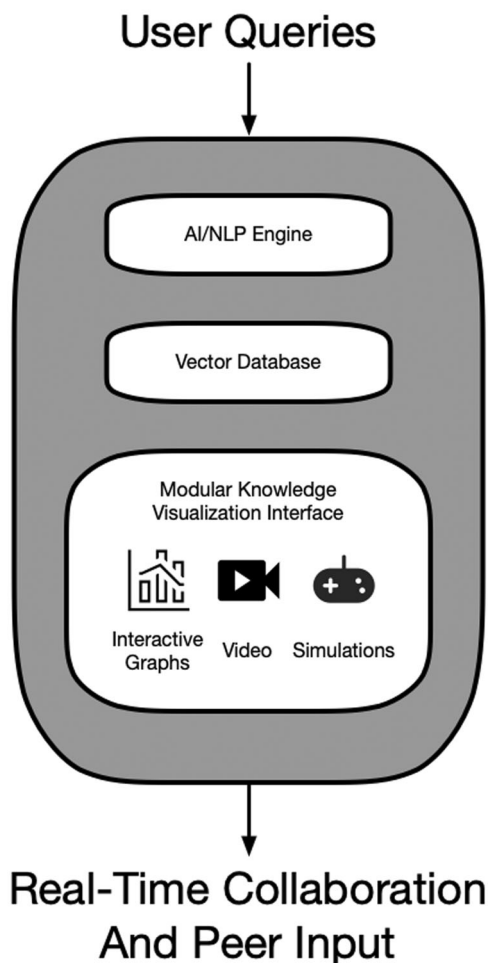 User Queries
AI/NLP Engine
Vector Database
Modular Knowledge
Visualization Interface
Interactive
Graphs
Video
Simulations
Real-Time Collaboration
And Peer Input